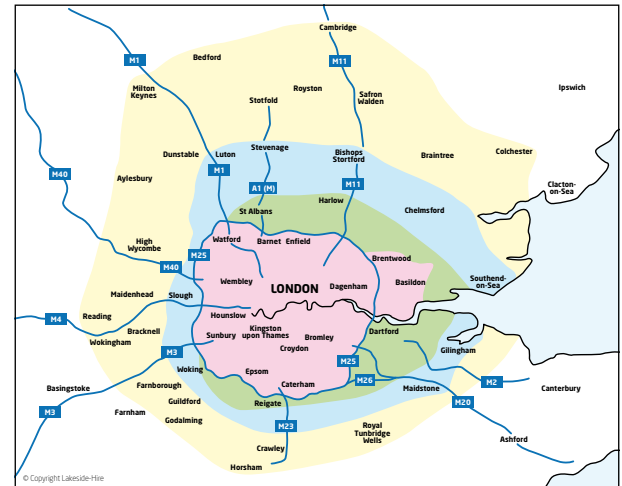 Cambridge
Bedford
M1
M11
Milton
Keynes
Royston
Safron
Walden
Ipswich
Stotfold
Stevenage
Dunstable
Luton
Bishops
Stortford
Braintree
Colchester
M40
M1
Aylesbury
A1 (M)
M11
Clacton-
on-Sea
Harlow
St Albans
Chelmsford
High
Wycombe
Watford
Barnet
Enfield
M25
Brentwood
M40
Wembley
LONDON
Dagenham
Basildon
Southend-
on-Sea
Maidenhead
Slough
M4
Reading
Hounslow
Bracknell
Wokingham
Sunbury
Kingston
upon Thames
Bromley
Dartford
Croydon
M3
M25
Gilingham
Woking
Epsom
M26
Basingstoke
Farnborough
Caterham
Maidstone
M2
Canterbury
M3
Farnham
Guildford
Reigate
M20
Godalming
M23
Royal
Tunbridge
Wells
Ashford
Crawley
Horsham
© Copyright Lakeside-Hire